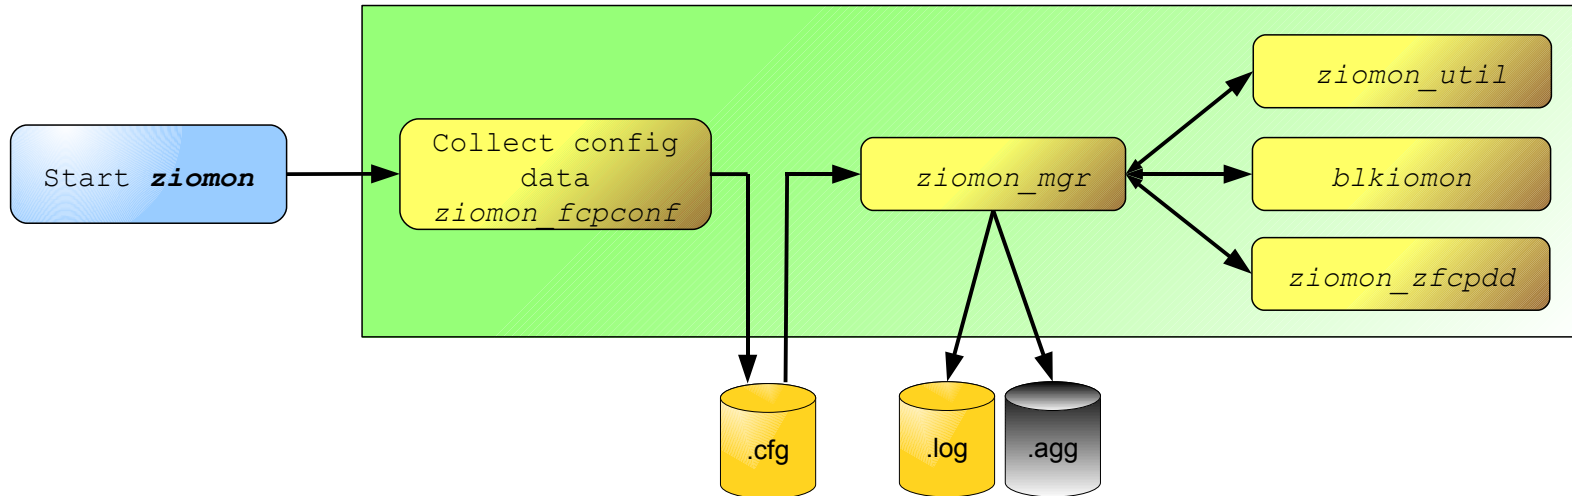 Start ziomon
Collect config
data
ziomon_fcpconf
ziomon_mgr
ziomon_util
blkiomon
ziomon_zfcpdd
.cfg
.log
.agg